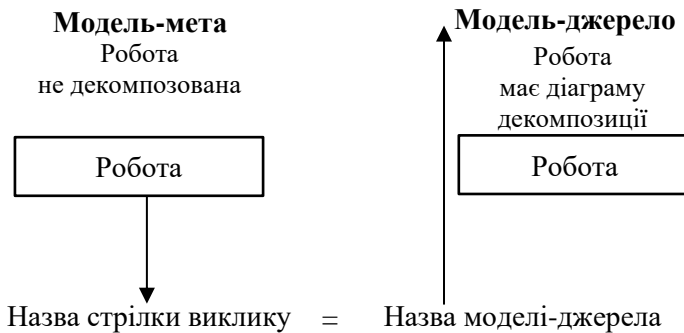 Модель-мета
Робота
не декомпозована
Робота
Модель-джерело
Робота
має діаграму
декомпозиції
Робота
Назва стрілки виклику = Назва моделі-джерела